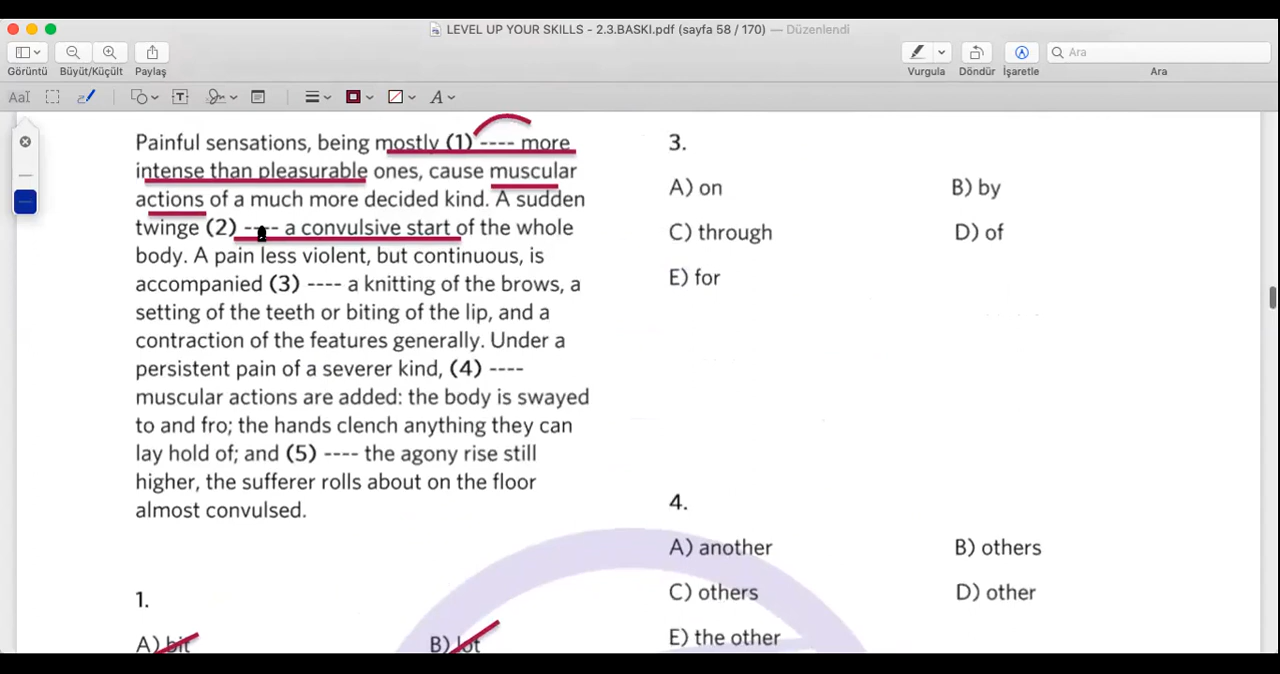 LEVEL UP YOUR SKILLS - 2.3.BASKI.pdf (sayfa 58 / 170) — Düzenlendi
Görüntü
Büyüt/Küçült
Paylaş
Vurgula
Döndür
İşaretle
Ara
Ara
AaI
T
A
Painful sensations, being mostly (1) ---- more
intense than pleasurable ones, cause muscular
actions of a much more decided kind. A sudden
twinge (2) ---- a convulsive start of the whole
body. A pain less violent, but continuous, is
accompanied (3) ---- a knitting of the brows, a
setting of the teeth or biting of the lip, and a
contraction of the features generally. Under a
persistent pain of a severer kind, (4) ----
muscular actions are added: the body is swayed
to and fro; the hands clench anything they can
lay hold of; and (5) ---- the agony rise still
higher, the sufferer rolls about on the floor
almost convulsed.
1.
A) bit
B) lot
3.
A) on
B) by
C) through
D) of
E) for
4.
A) another
B) others
C) others
D) other
E) the other